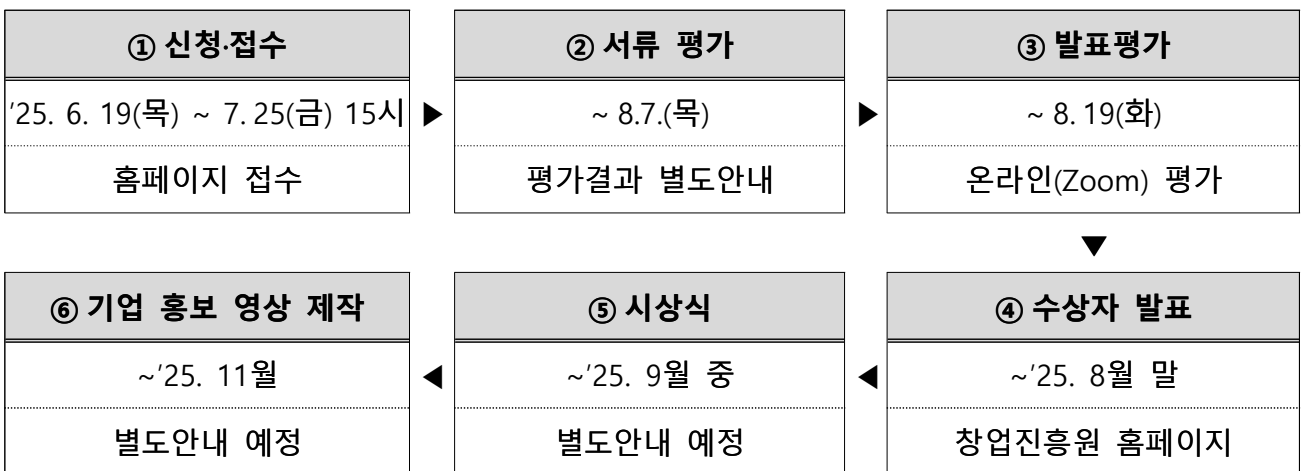 ① 신청·접수
'25. 6. 19(목) ~ 7. 25(금) 15시
홈페이지 접수
▶
② 서류 평가
~ 8.7.(목)
평가결과 별도안내
▶
③ 발표평가
~ 8. 19(화)
온라인(Zoom) 평가
▼
④ 수상자 발표
~'25. 8월 말
창업진흥원 홈페이지
◀
⑤ 시상식
~'25. 9월 중
별도안내 예정
◀
⑥ 기업 홍보 영상 제작
~'25. 11월
별도안내 예정